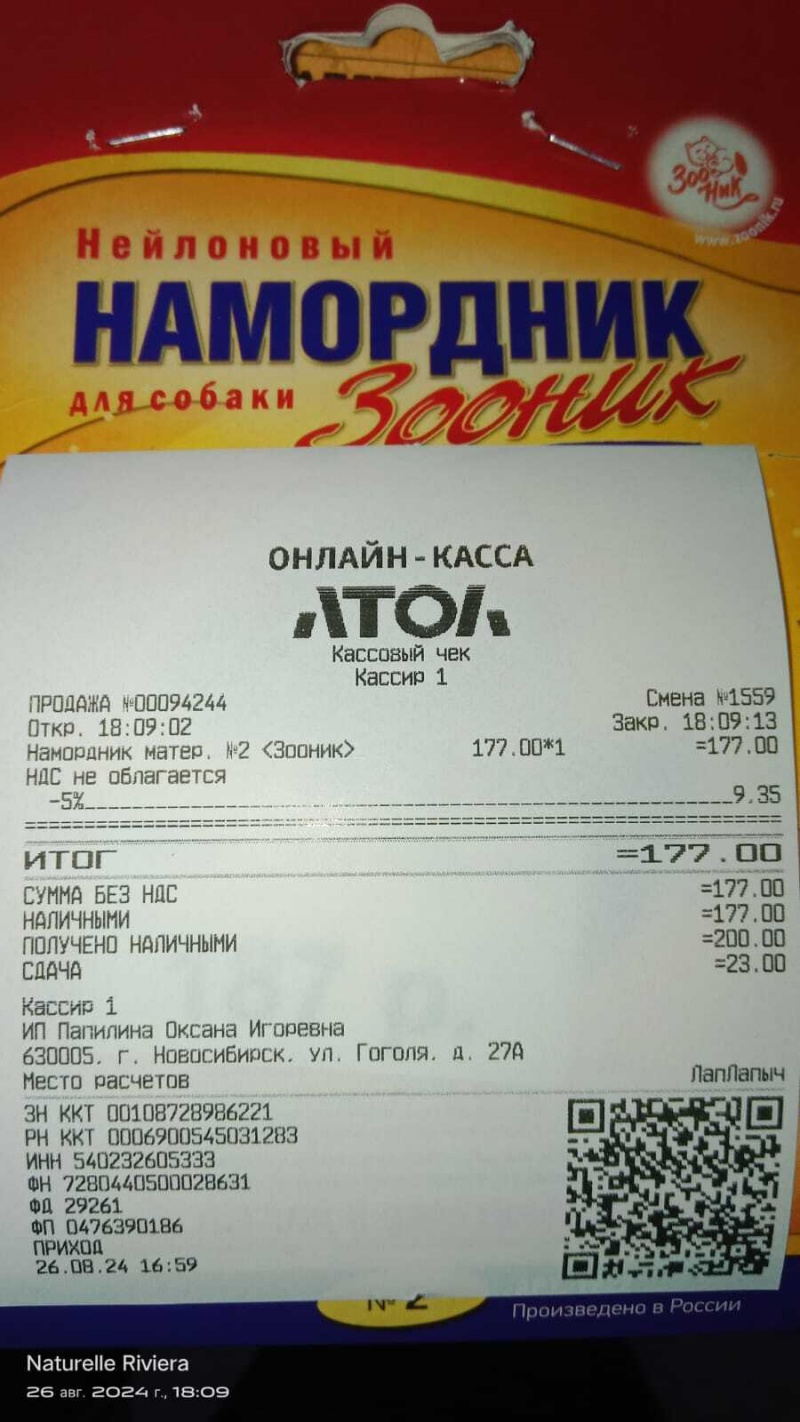 ЗооНик
www.zoonik.ru
Нейлоновый
НАМОРДНИК
для собаки Зооник
ОНЛАЙН-КАССА
АТОЛ
Кассовый чек
Кассир 1
ПРОДАЖА №00094244 Смена №1559
Откр. 18:09:02 Закр. 18:09:13
Намордник матер. №2 <Зооник> 177.00*1 =177.00
НДС не облагается
-5%_______________9.35
ИТОГ =177.00
СУММА БЕЗ НДС =177.00
НАЛИЧНЫМИ =177.00
ПОЛУЧЕНО НАЛИЧНЫМИ =200.00
СДАЧА =23.00
Кассир 1
ИП Папилина Оксана Игоревна
630005, г. Новосибирск, ул. Гоголя, д. 27А
Место расчетов ЛапЛапыч
ЗН ККТ 00108728986221
РН ККТ 0006900545031283
ИНН 540232605333
ФН 7280440500028631
ФД 29261
ФП 0476390186
ПРИХОД
26.08.24 16:59
№ 2
Произведено в России
Naturelle Riviera
26 авг. 2024 г., 18:09